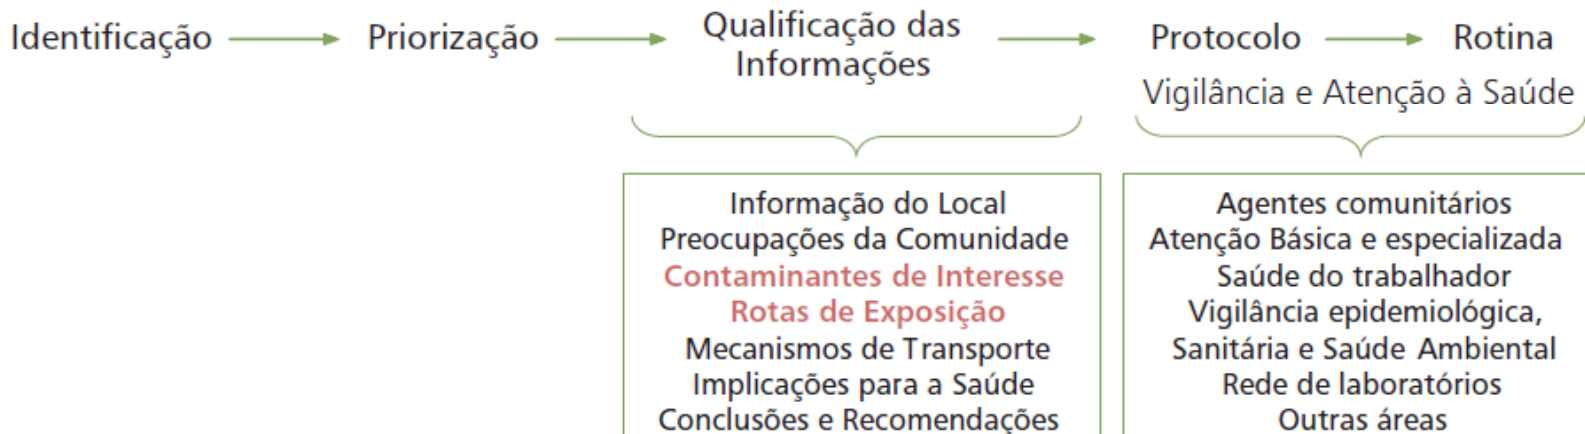 Identificação
Priorização
Qualificação das
Informações
Protocolo
Rotina
Vigilância e Atenção à Saúde
Informação do Local
Preocupações da Comunidade
Contaminantes de Interesse
Rotas de Exposição
Mecanismos de Transporte
Implicações para a Saúde
Conclusões e Recomendações
Agentes comunitários
Atenção Básica e especializada
Saúde do trabalhador
Vigilância epidemiológica,
Sanitária e Saúde Ambiental
Rede de laboratórios
Outras áreas